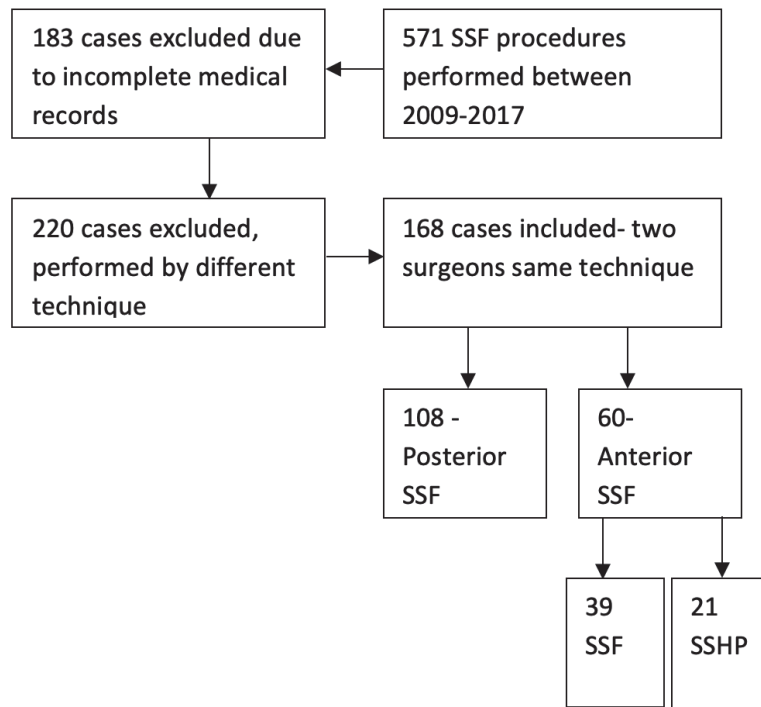 571 SSF procedures
performed between
2009-2017
183 cases excluded due
to incomplete medical
records
220 cases excluded,
performed by different
technique
168 cases included- two
surgeons same technique
108 -
Posterior
SSF
60-
Anterior
SSF
39
SSF
21
SSHP